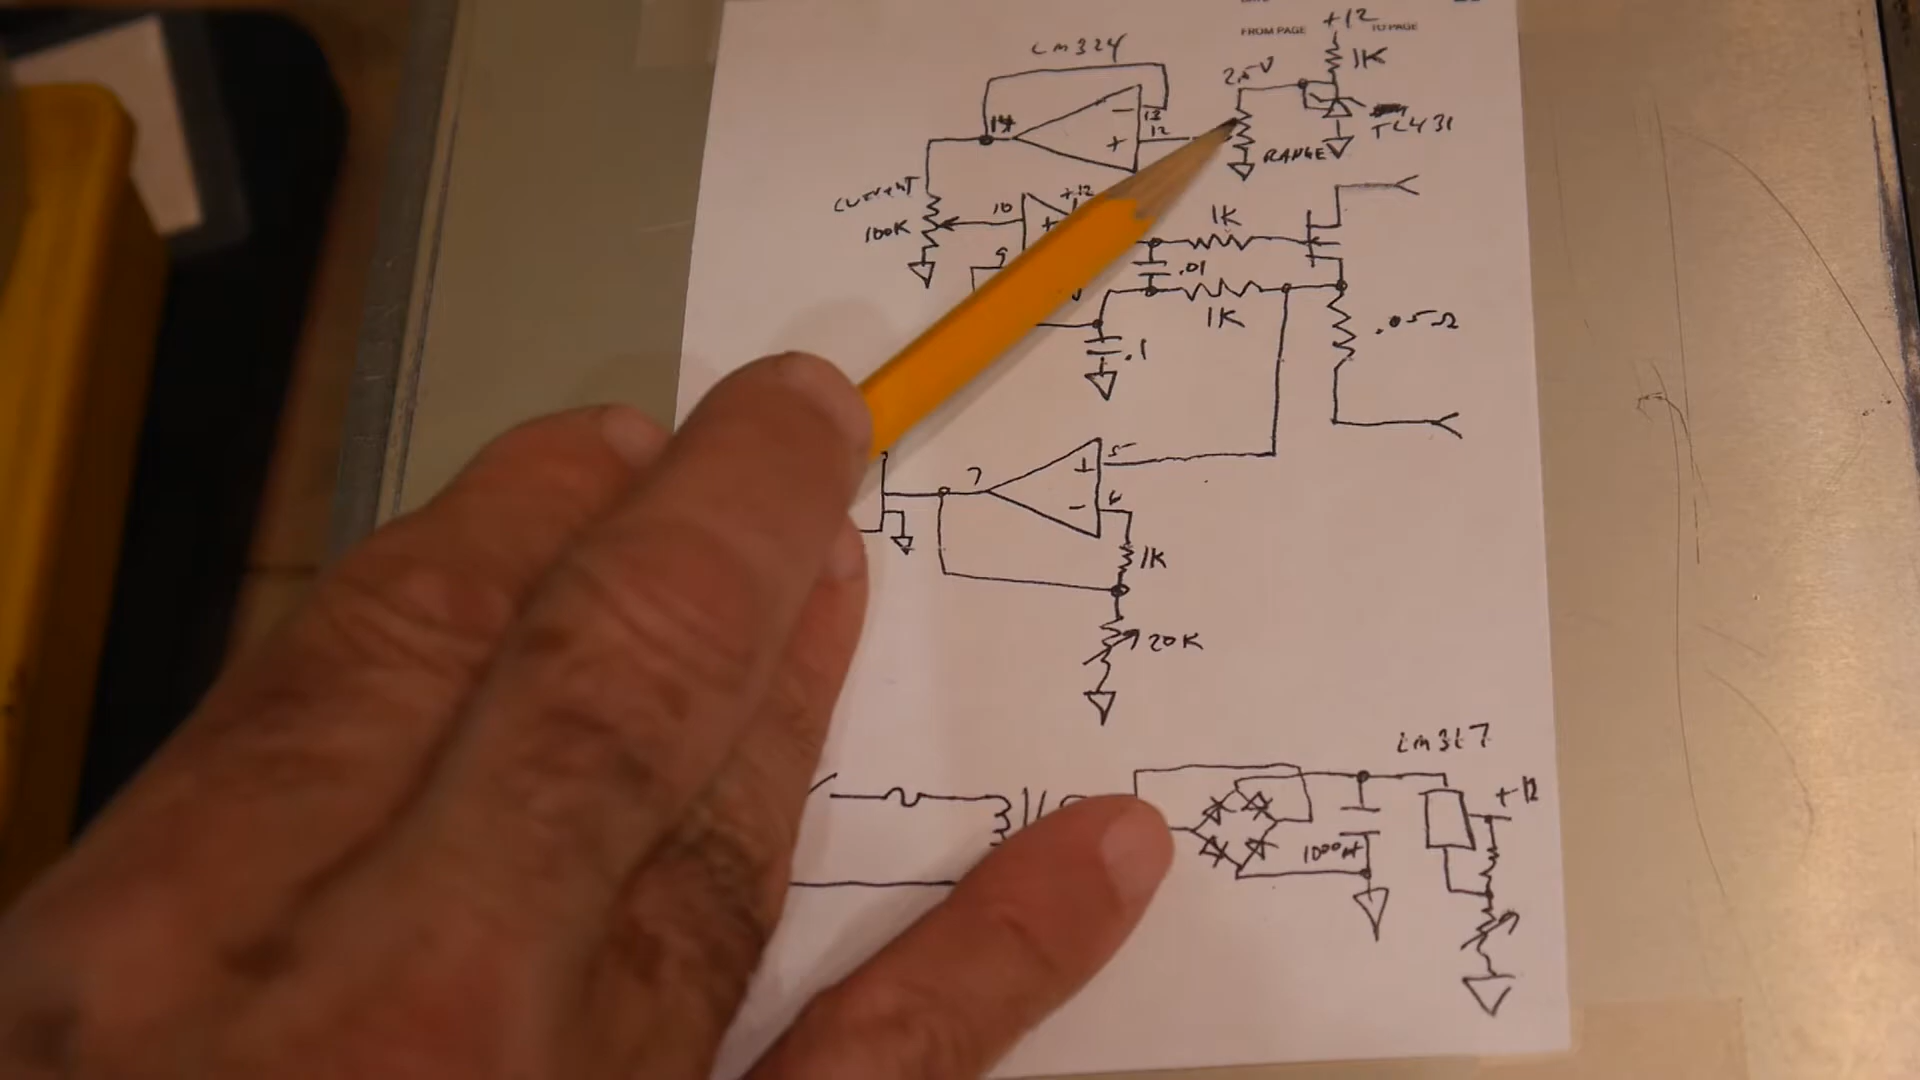 FROM PAGE
TO PAGE
+12
1K
LM324
2.5V
TL431
13
14
12
+
RANGE
CURRENT
100K
10
+12
+
9
1K
.01
1K
.05Ω
.1
7
+
5
-
6
1K
20K
LM317
+12
1000µf